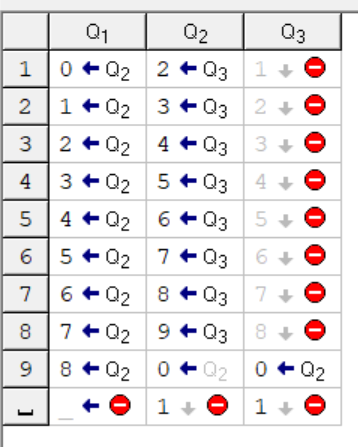 Q₁ Q₂ Q₃
1 0 ← Q₂ 2 ← Q₃ 1 ↓ ⛔
2 1 ← Q₂ 3 ← Q₃ 2 ↓ ⛔
3 2 ← Q₂ 4 ← Q₃ 3 ↓ ⛔
4 3 ← Q₂ 5 ← Q₃ 4 ↓ ⛔
5 4 ← Q₂ 6 ← Q₃ 5 ↓ ⛔
6 5 ← Q₂ 7 ← Q₃ 6 ↓ ⛔
7 6 ← Q₂ 8 ← Q₃ 7 ↓ ⛔
8 7 ← Q₂ 9 ← Q₃ 8 ↓ ⛔
9 8 ← Q₂ 0 ← Q₂ 0 ← Q₂
⎵ _ ← ⛔ 1 ↓ ⛔ 1 ↓ ⛔